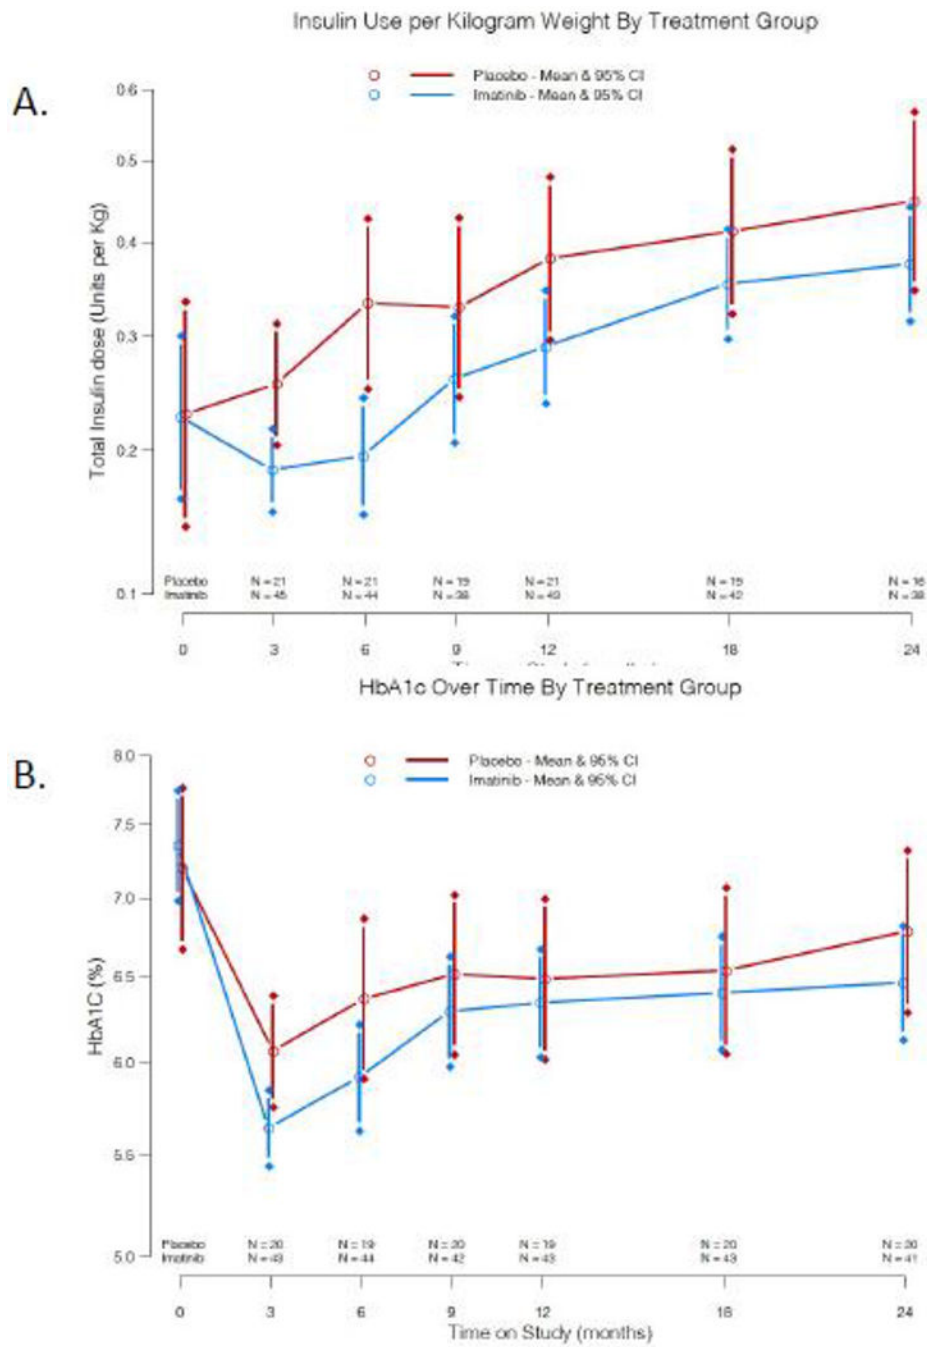 Insulin Use per Kilogram Weight By Treatment Group
A.
Placebo - Mean & 95% CI
Imatinib - Mean & 95% CI
Total Insulin dose (Units per Kg)
0.6
0.5
0.4
0.3
0.2
0.1
Placebo N = 21 N = 21 N = 19 N = 21 N = 19 N = 16
Imatinib N = 45 N = 44 N = 38 N = 42 N = 38
0 3 6 9 12 18 24
HbA1c Over Time By Treatment Group
B.
Placebo - Mean & 95% CI
Imatinib - Mean & 95% CI
HbA1C (%)
8.0
7.5
7.0
6.5
6.0
5.5
5.0
Placebo N = 20 N = 19 N = 20 N = 19 N = 20 N = 20
Imatinib N = 43 N = 44 N = 42 N = 43 N = 43 N = 41
0 3 6 9 12 18 24
Time on Study (months)